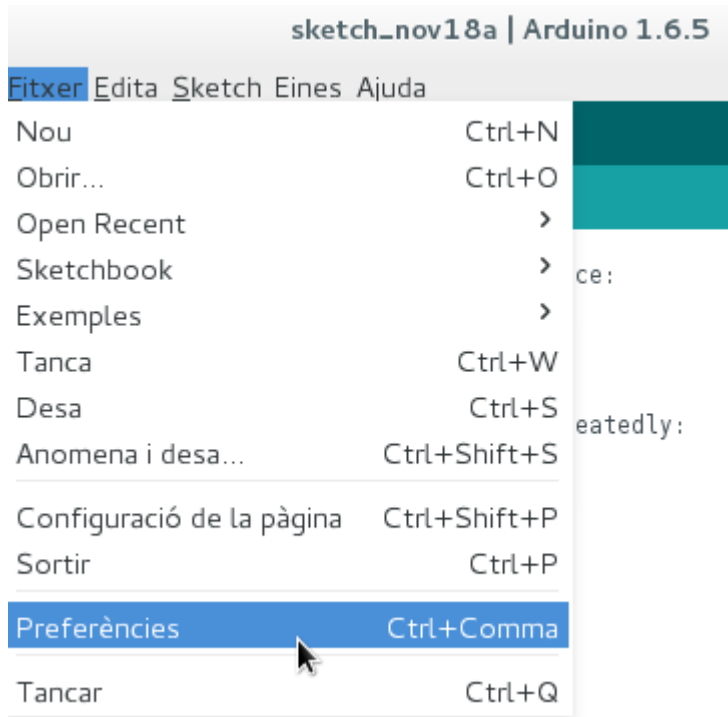 sketch_nov18a | Arduino 1.6.5
Fitxer Edita Sketch Eines Ajuda
Nou Ctrl+N
Obrir... Ctrl+O
Open Recent
Sketchbook
ce:
Exemples
Tanca Ctrl+W
Desa Ctrl+S
eatedly:
Anomena i desa... Ctrl+Shift+S
Configuració de la pàgina Ctrl+Shift+P
Sortir Ctrl+P
Preferències Ctrl+Comma
Tancar Ctrl+Q